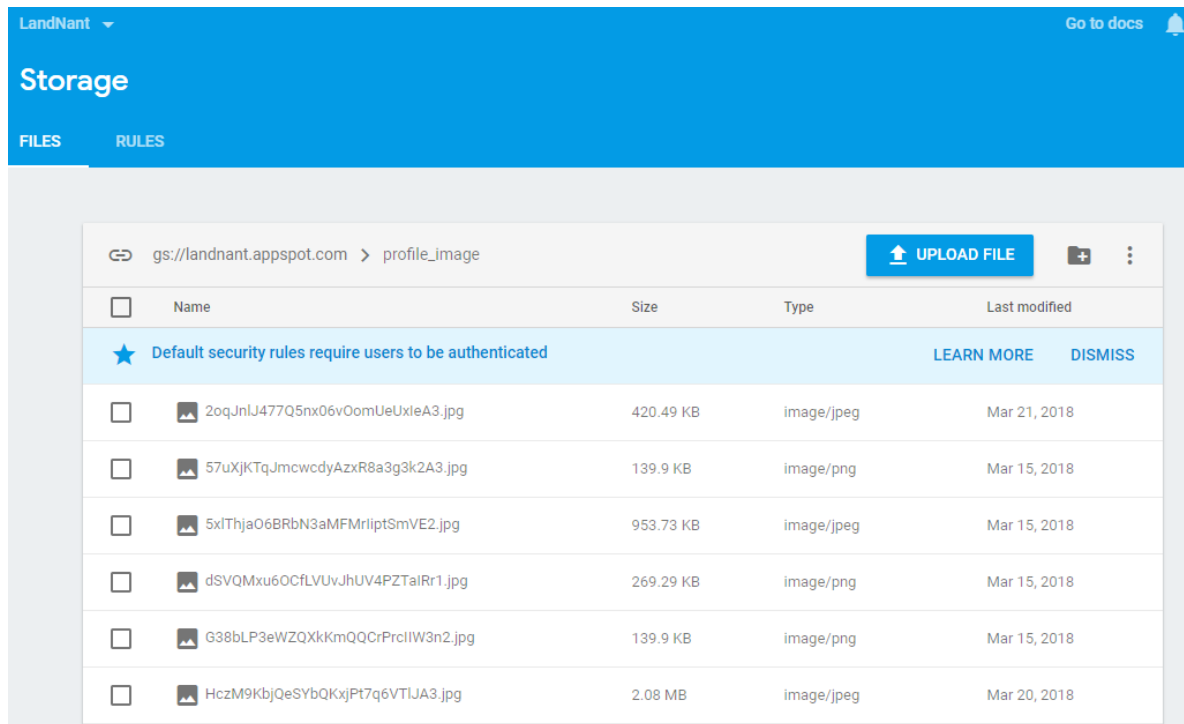 LandNant Go to docs
Storage
FILES RULES
gs://landnant.appspot.com > profile_image UPLOAD FILE
Name Size Type Last modified
Default security rules require users to be authenticated LEARN MORE DISMISS
2oqJnlJ477Q5nx06vOomUeUxIeA3.jpg 420.49 KB image/jpeg Mar 21, 2018
57uXjKTqJmcwcdyAzxR8a3g3k2A3.jpg 139.9 KB image/png Mar 15, 2018
5xlThjaO6BRbN3aMFMrIiptSmVE2.jpg 953.73 KB image/jpeg Mar 15, 2018
dSVQMxu6OCfLVUvJhUV4PZTaIRr1.jpg 269.29 KB image/png Mar 15, 2018
G38bLP3eWZQXkKmQQCrPrcIIW3n2.jpg 139.9 KB image/png Mar 15, 2018
HczM9KbjQeSYbQKxjPt7q6VTlJA3.jpg 2.08 MB image/jpeg Mar 20, 2018